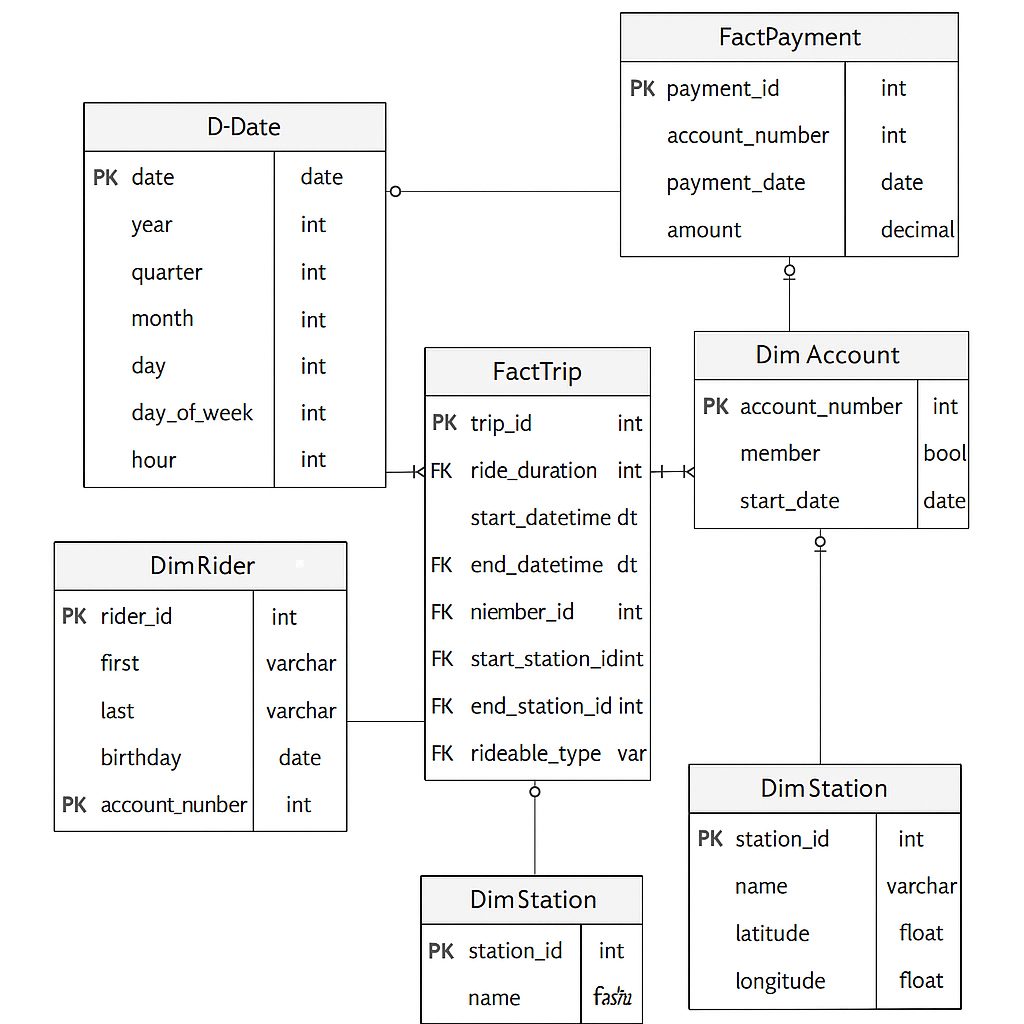 FactPayment
PK payment_id int
account_number int
payment_date date
amount decimal
D-Date
PK date date
year int
quarter int
month int
day int
day_of_week int
hour int
Dim Account
PK account_number int
member bool
start_date date
FactTrip
PK trip_id int
FK ride_duration int
start_datetime dt
FK end_datetime dt
FK niember_id int
FK start_station_id int
FK end_station_id int
FK rideable_type var
DimRider
PK rider_id int
first varchar
last varchar
birthday date
PK account_nunber int
DimStation
PK station_id int
name varchar
latitude float
longitude float
DimStation
PK station_id int
name